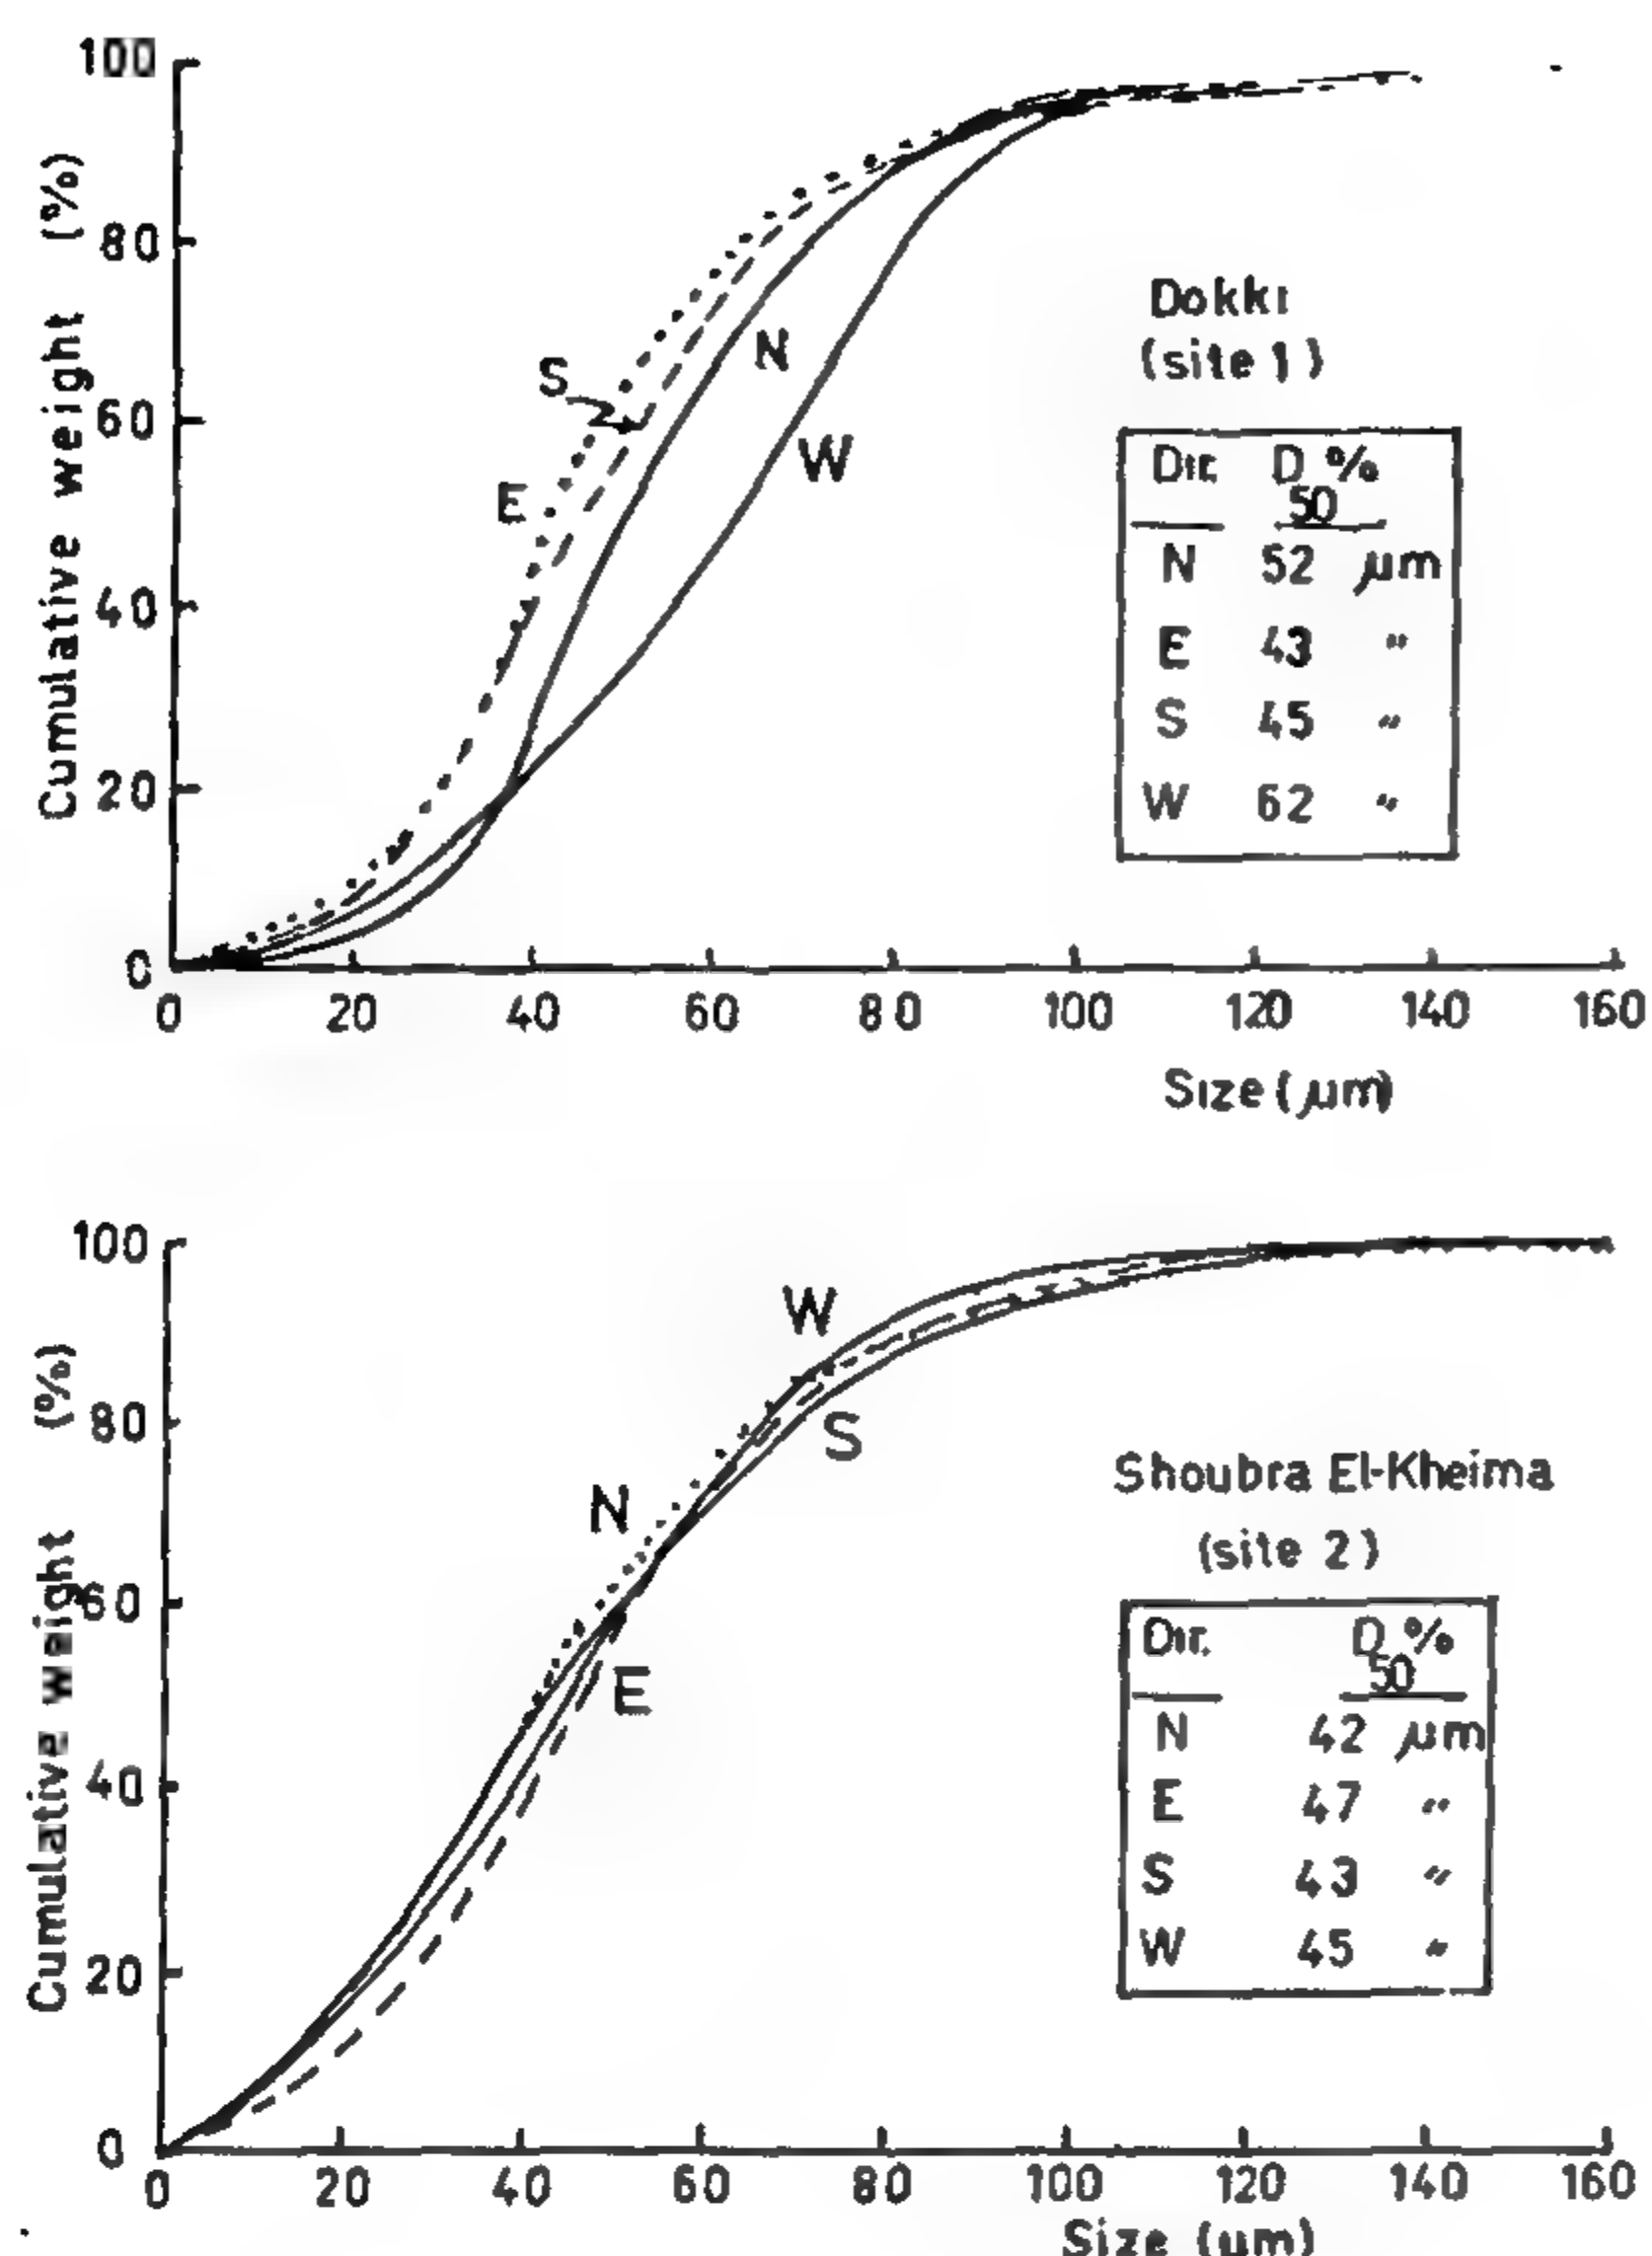 100
80
60
40
20
0
Cumulative weight (%)
S
E
N
W
Dokki
(site 1)
Dir. D %
50
N 52 µm
E 43 "
S 45 "
W 62 "
0 20 40 60 80 100 120 140 160
Size (µm)
100
80
60
40
20
0
Cumulative weight (%)
W
S
N
E
Shoubra El-Kheima
(site 2)
Dir. D %
50
N 42 µm
E 47 "
S 43 "
W 45 "
0 20 40 60 80 100 120 140 160
Size (µm)